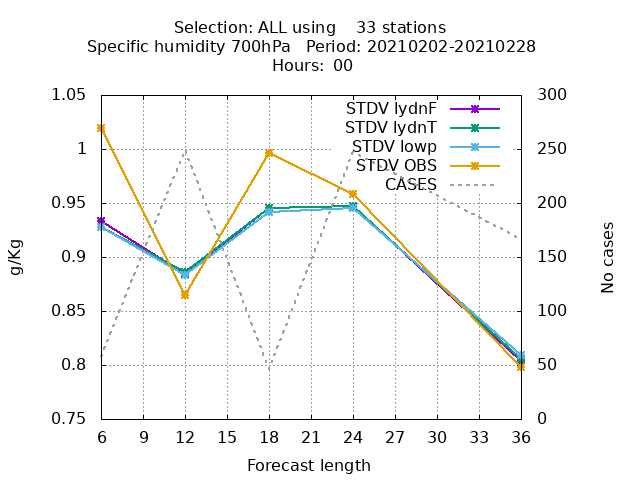 Selection: ALL using    33 stations
Specific humidity 700hPa   Period: 20210202-20210228
Hours:  00
1.05
1
0.95
0.9
0.85
0.8
0.75
g/Kg
STDV lydnF
STDV lydnT
STDV lowp
STDV OBS
CASES
300
250
200
150
100
50
0
No cases
6 9 12 15 18 21 24 27 30 33 36
Forecast length